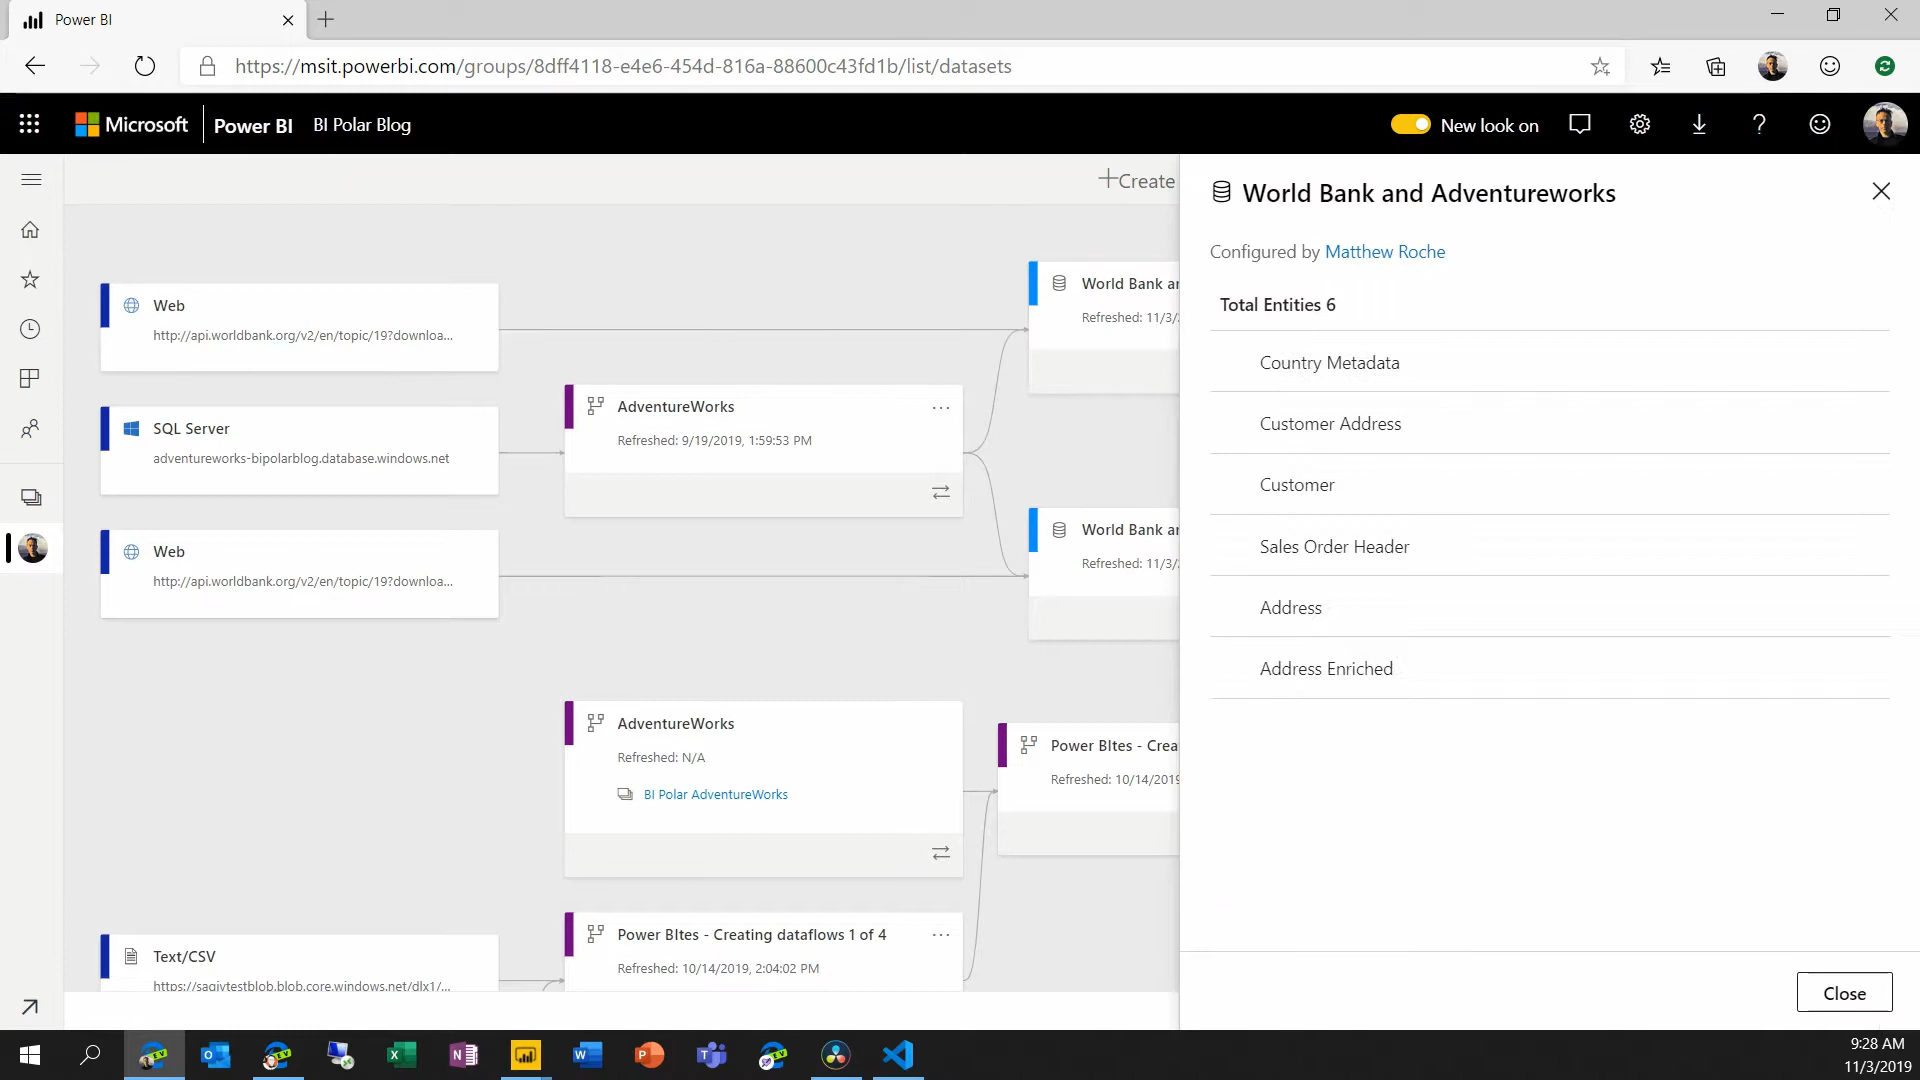 Power BI
https://msit.powerbi.com/groups/8dff4118-e4e6-454d-816a-88600c43fd1b/list/datasets
Microsoft Power BI BI Polar Blog
New look on
Create
Web
http://api.worldbank.org/v2/en/topic/19?downloa...
SQL Server
adventureworks-bipolarblog.database.windows.net
Web
http://api.worldbank.org/v2/en/topic/19?downloa...
AdventureWorks
Refreshed: 9/19/2019, 1:59:53 PM
World Bank ar
Refreshed: 11/3/
World Bank ar
Refreshed: 11/3/
AdventureWorks
Refreshed: N/A
BI Polar AdventureWorks
Power BItes - Crea
Refreshed: 10/14/2019
Text/CSV
https://sagivtestblob.blob.core.windows.net/dlx1/...
Power BItes - Creating dataflows 1 of 4
Refreshed: 10/14/2019, 2:04:02 PM
World Bank and Adventureworks
Configured by Matthew Roche
Total Entities 6
Country Metadata
Customer Address
Customer
Sales Order Header
Address
Address Enriched
Close
9:28 AM
11/3/2019